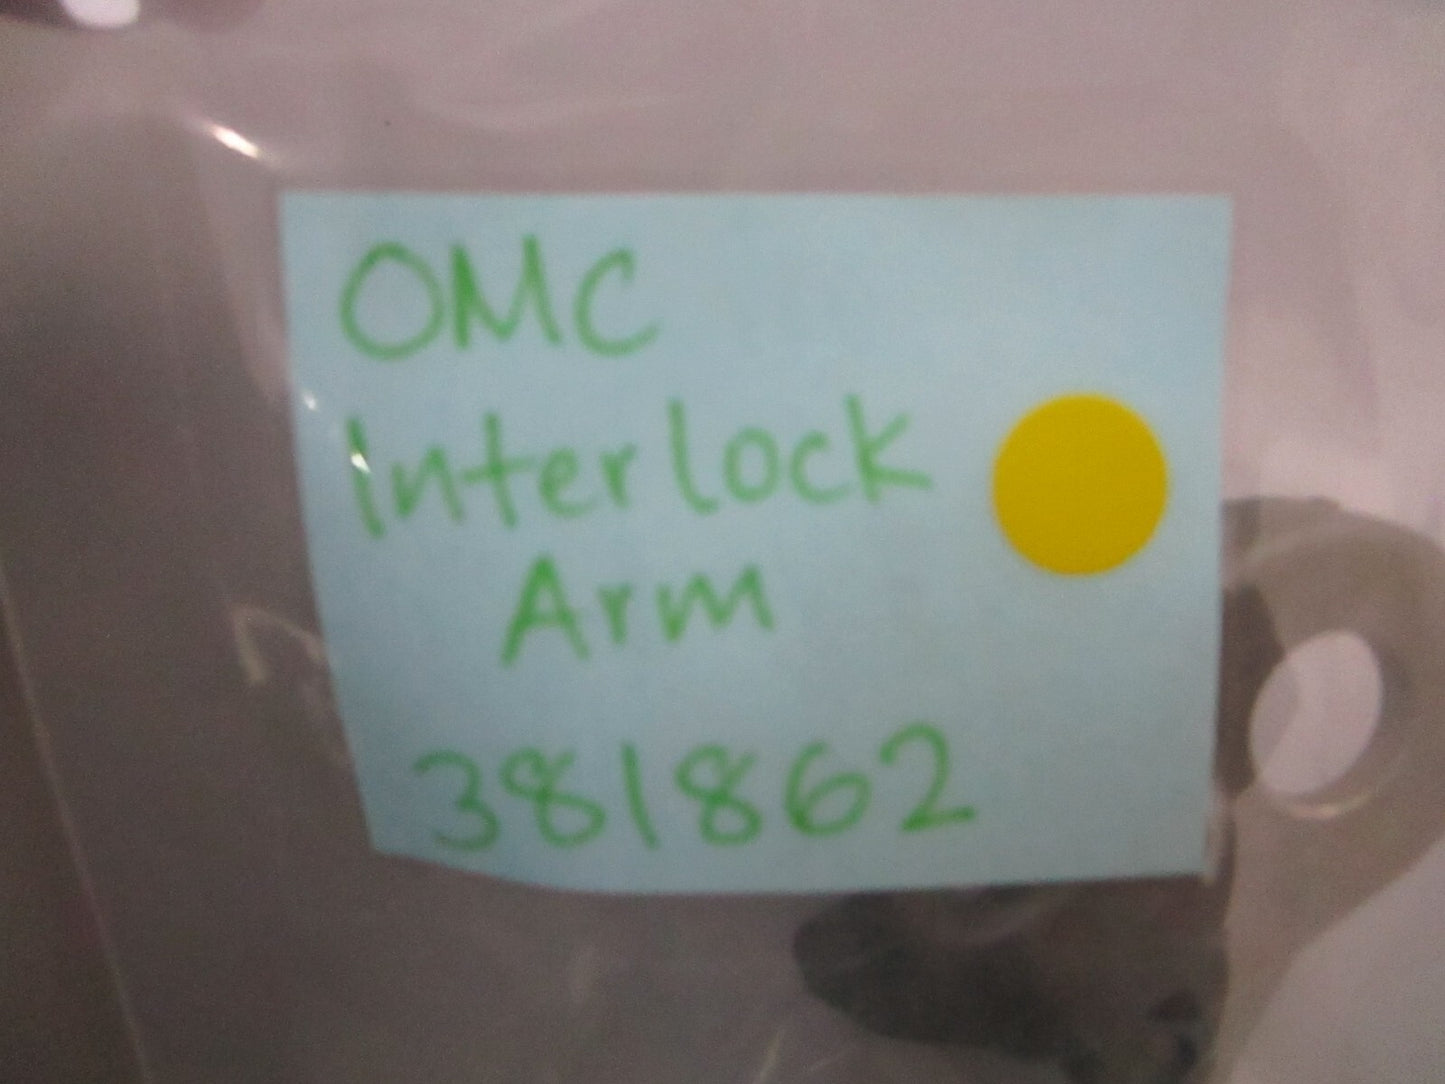 OMC
Interlock
Arm
381862